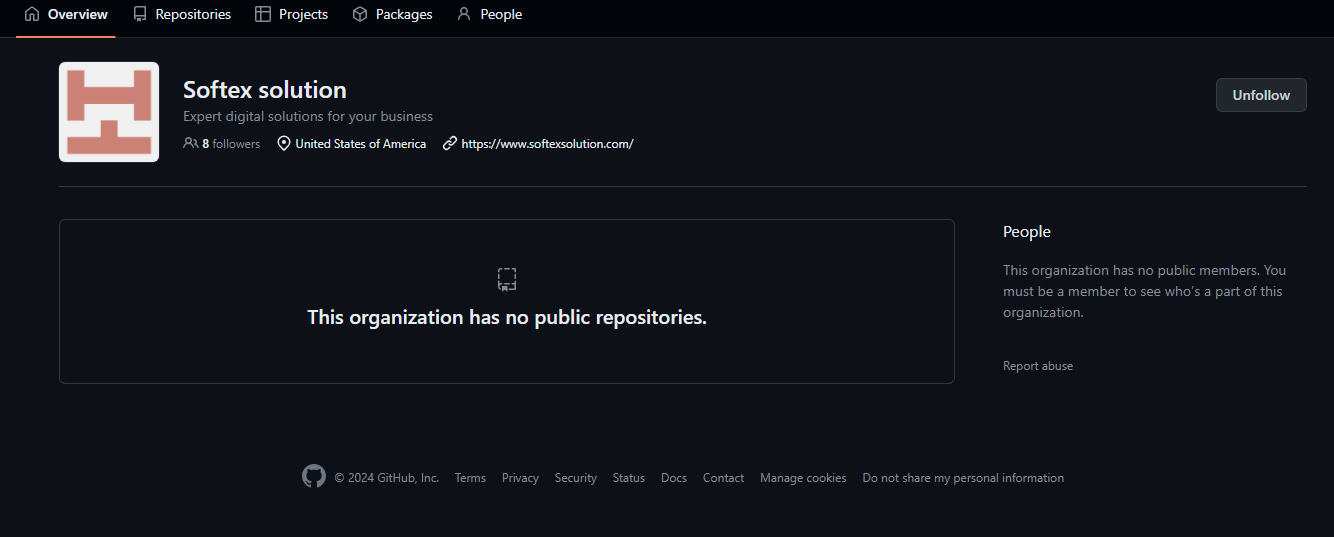 Overview Repositories Projects Packages People
Softex solution
Unfollow
Expert digital solutions for your business
8 followers United States of America https://www.softexsolution.com/
This organization has no public repositories.
People
This organization has no public members. You
must be a member to see who's a part of this
organization.
Report abuse
© 2024 GitHub, Inc. Terms Privacy Security Status Docs Contact Manage cookies Do not share my personal information